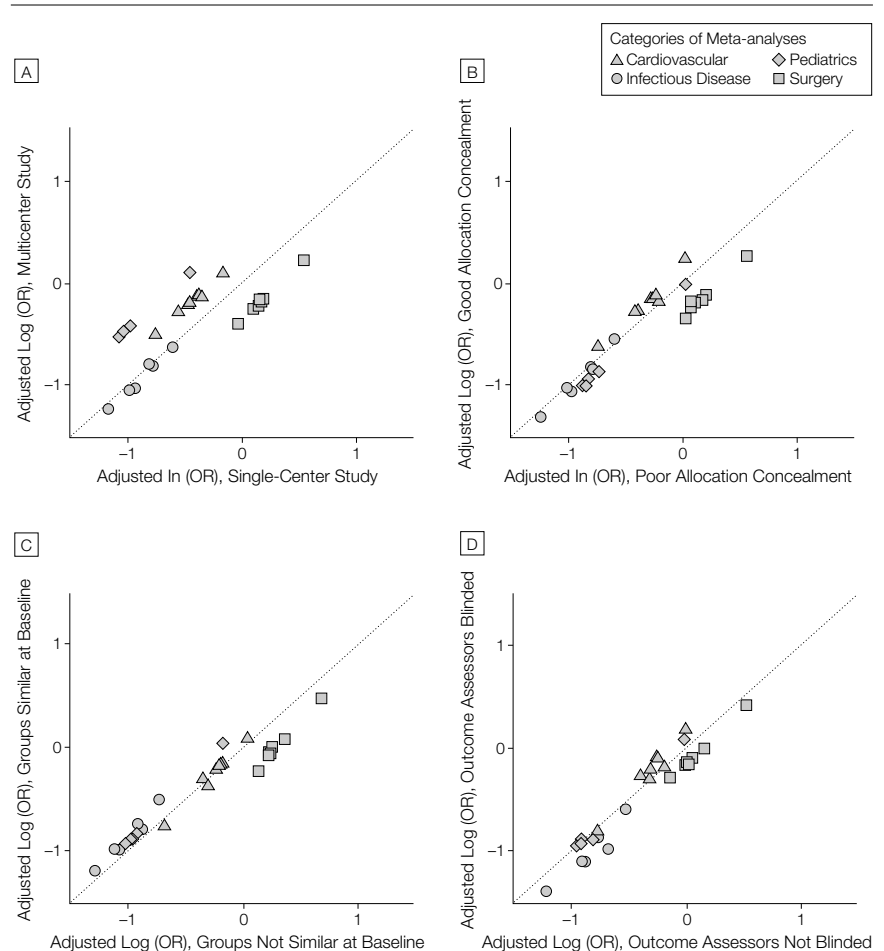 Categories of Meta-analyses
Cardiovascular
Pediatrics
Infectious Disease
Surgery
A
Adjusted Log (OR), Multicenter Study
1
0
−1
−1
0
1
Adjusted In (OR), Single-Center Study
B
Adjusted Log (OR), Good Allocation Concealment
1
0
−1
−1
0
1
Adjusted In (OR), Poor Allocation Concealment
C
Adjusted Log (OR), Groups Similar at Baseline
1
0
−1
−1
0
1
Adjusted Log (OR), Groups Not Similar at Baseline
D
Adjusted Log (OR), Outcome Assessors Blinded
1
0
−1
−1
0
1
Adjusted Log (OR), Outcome Assessors Not Blinded